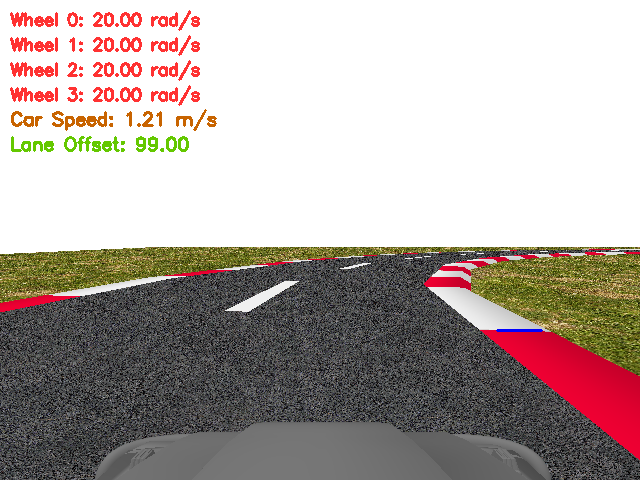 Wheel 0: 20.00 rad/s
Wheel 1: 20.00 rad/s
Wheel 2: 20.00 rad/s
Wheel 3: 20.00 rad/s
Car Speed: 1.21 m/s
Lane Offset: 99.00